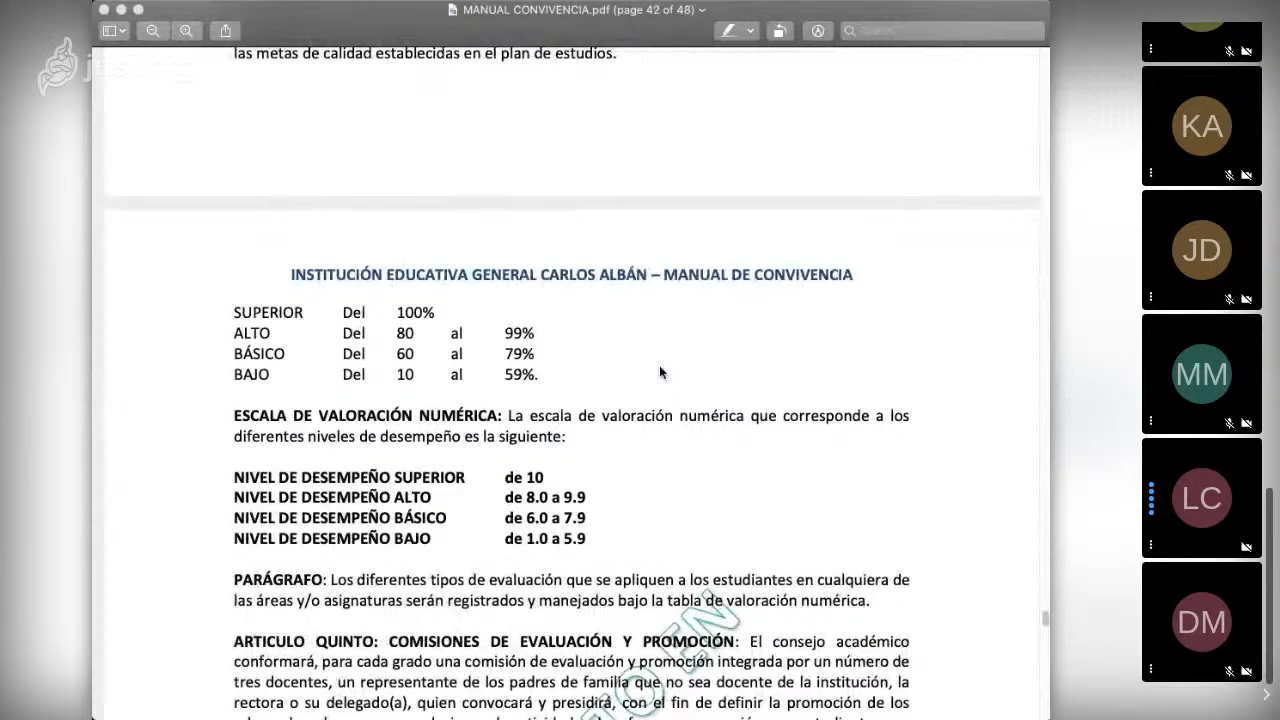 MANUAL CONVIVENCIA.pdf (page 42 of 48)
las metas de calidad establecidas en el plan de estudios.
INSTITUCIÓN EDUCATIVA GENERAL CARLOS ALBÁN – MANUAL DE CONVIVENCIA
SUPERIOR Del 100%
ALTO Del 80 al 99%
BÁSICO Del 60 al 79%
BAJO Del 10 al 59%.
ESCALA DE VALORACIÓN NUMÉRICA: La escala de valoración numérica que corresponde a los
diferentes niveles de desempeño es la siguiente:
NIVEL DE DESEMPEÑO SUPERIOR de 10
NIVEL DE DESEMPEÑO ALTO de 8.0 a 9.9
NIVEL DE DESEMPEÑO BÁSICO de 6.0 a 7.9
NIVEL DE DESEMPEÑO BAJO de 1.0 a 5.9
PARÁGRAFO: Los diferentes tipos de evaluación que se apliquen a los estudiantes en cualquiera de
las áreas y/o asignaturas serán registrados y manejados bajo la tabla de valoración numérica.
ARTICULO QUINTO: COMISIONES DE EVALUACIÓN Y PROMOCIÓN: El consejo académico
conformará, para cada grado una comisión de evaluación y promoción integrada por un número de
tres docentes, un representante de los padres de familia que no sea docente de la institución, la
rectora o su delegado(a), quien convocará y presidirá, con el fin de definir la promoción de los
TO EN
KA
JD
MM
LC
DM